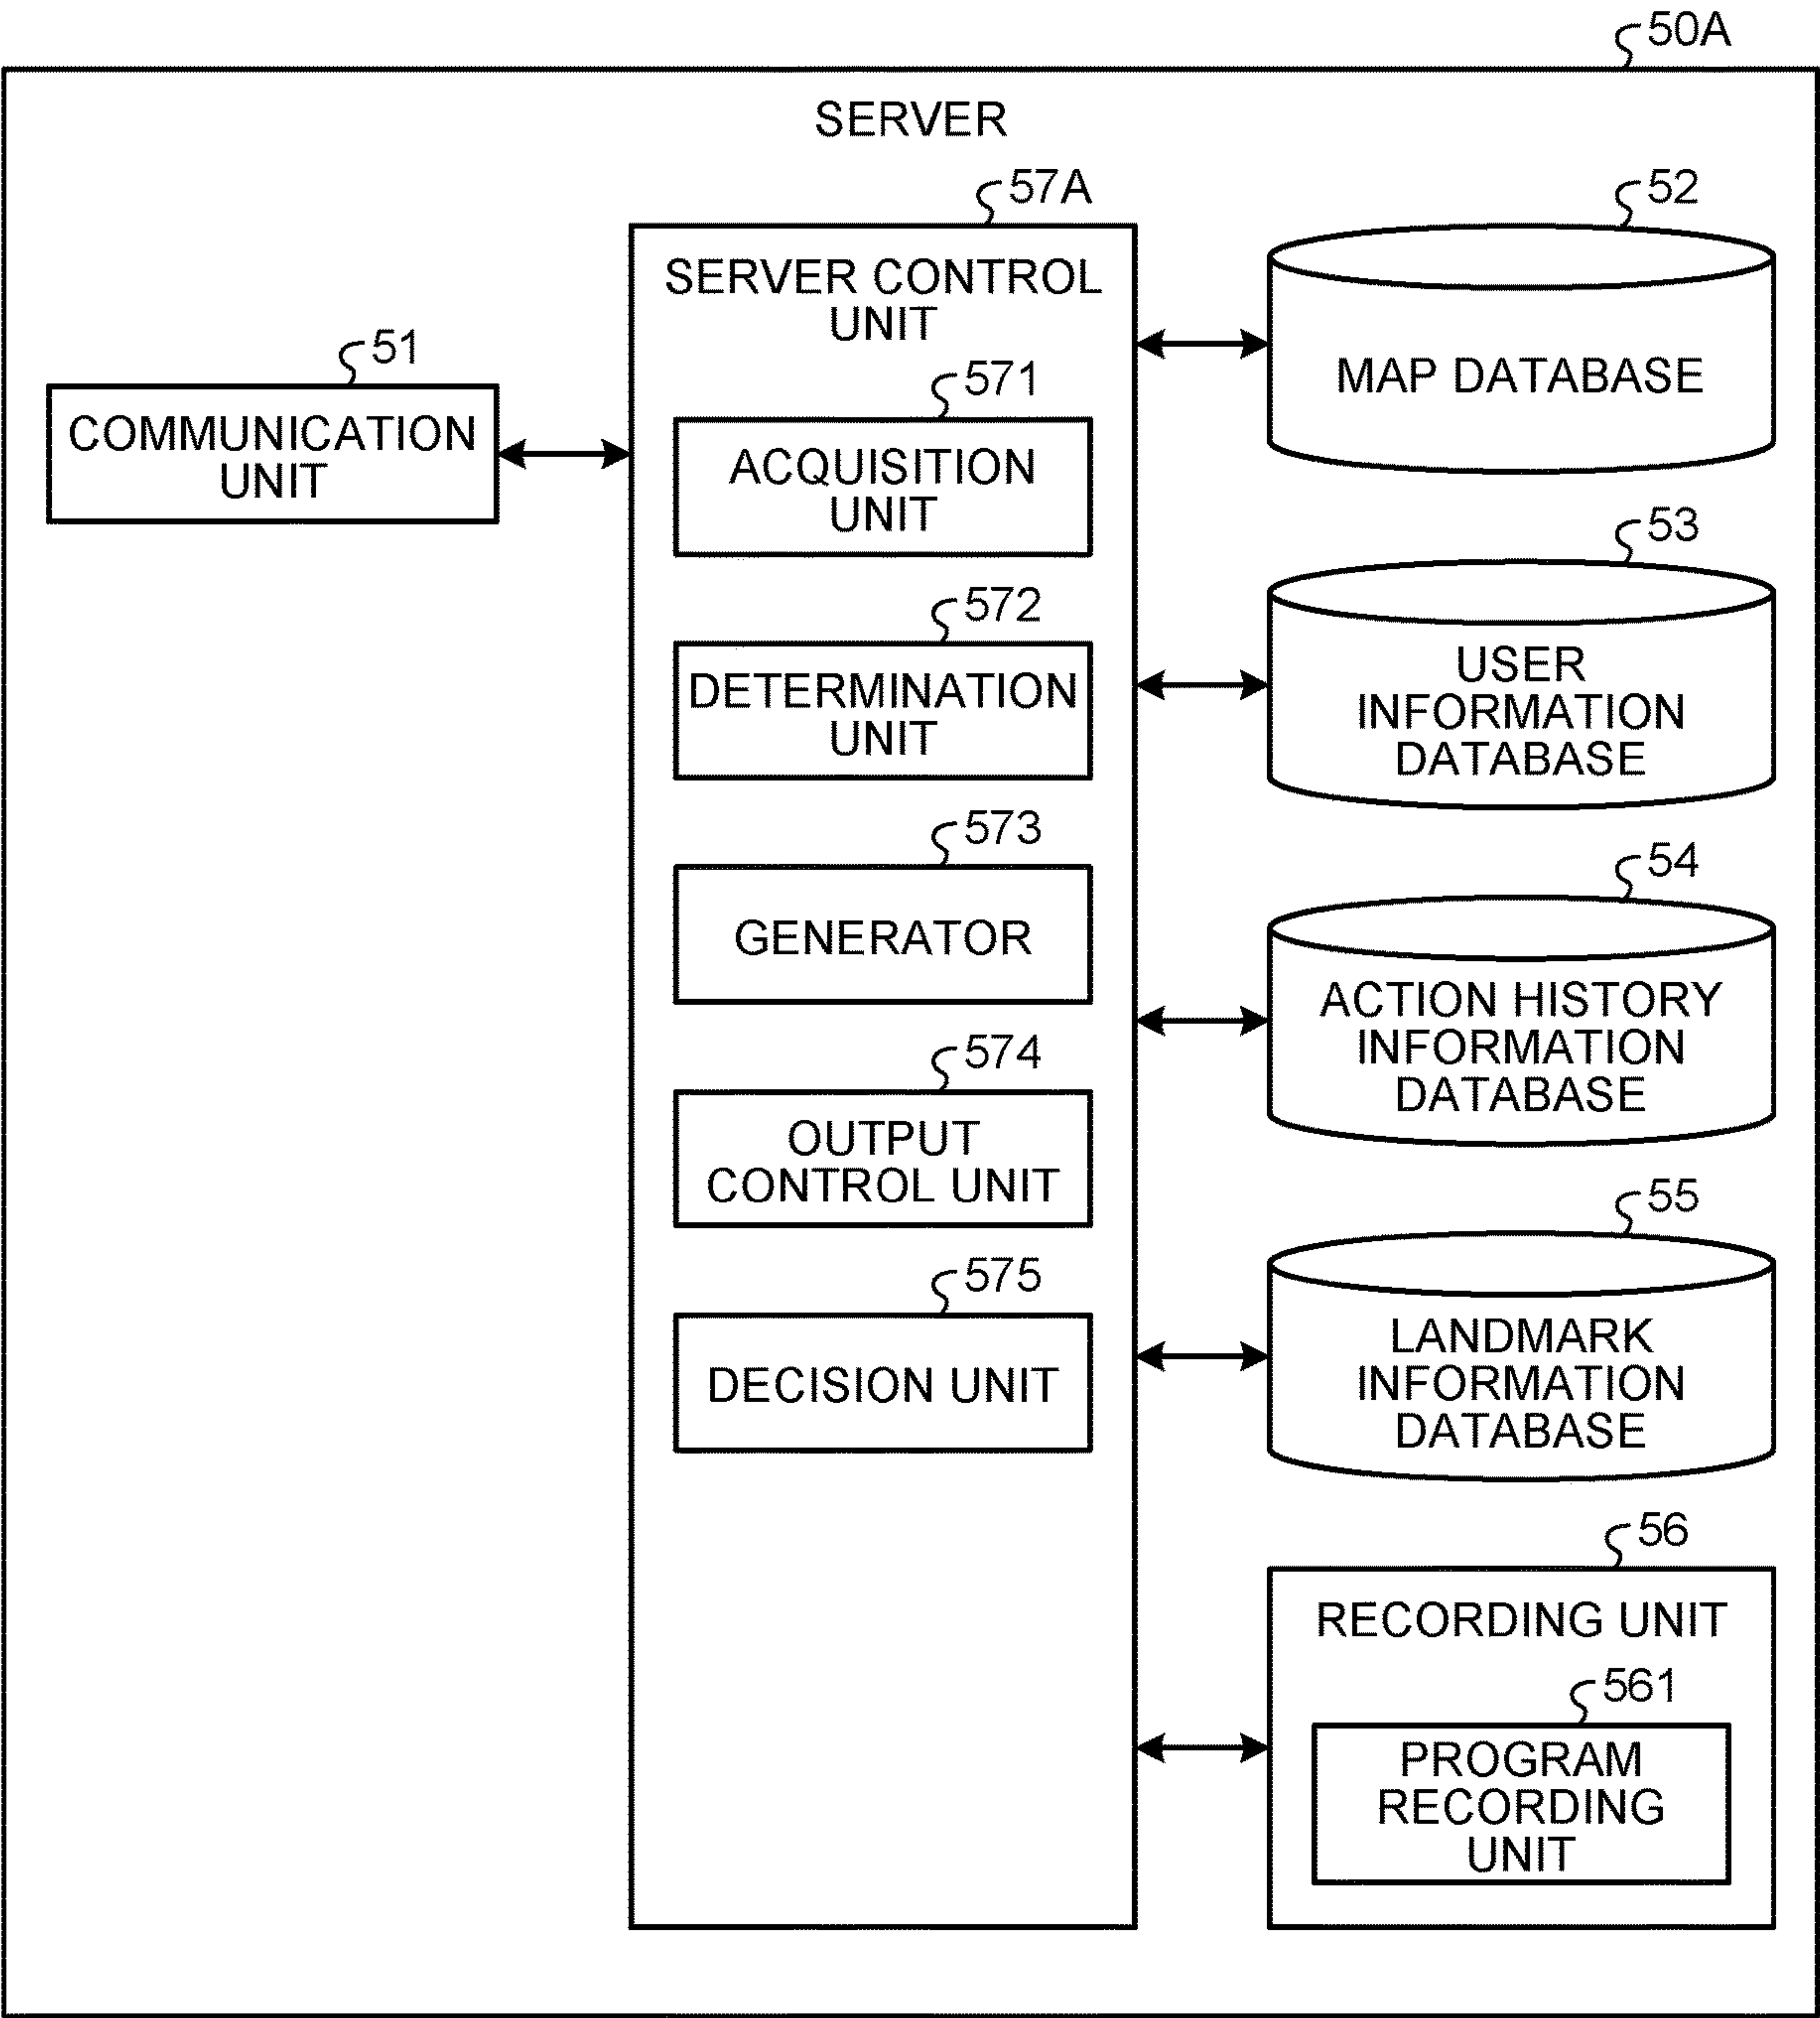 50A
SERVER
57A
SERVER CONTROL
UNIT
51
COMMUNICATION
UNIT
571
ACQUISITION
UNIT
572
DETERMINATION
UNIT
573
GENERATOR
574
OUTPUT
CONTROL UNIT
575
DECISION UNIT
52
MAP DATABASE
53
USER
INFORMATION
DATABASE
54
ACTION HISTORY
INFORMATION
DATABASE
55
LANDMARK
INFORMATION
DATABASE
56
RECORDING UNIT
561
PROGRAM
RECORDING
UNIT